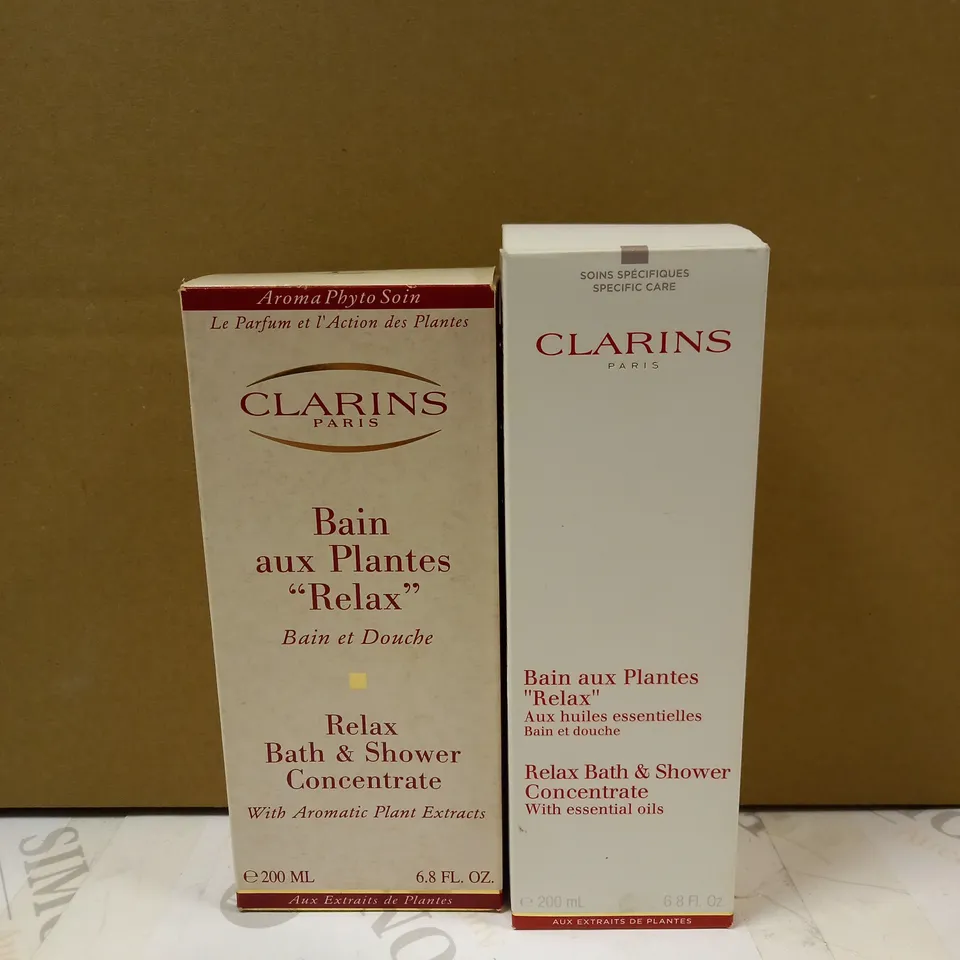 Aroma Phyto Soin
Le Parfum et l'Action des Plantes
CLARINS
PARIS
Bain
aux Plantes
“Relax”
Bain et Douche
Relax
Bath & Shower
Concentrate
With Aromatic Plant Extracts
℮ 200 ML 6.8 FL. OZ.
Aux Extraits de Plantes
SOINS SPÉCIFIQUES
SPECIFIC CARE
CLARINS
PARIS
Bain aux Plantes
"Relax"
Aux huiles essentielles
Bain et douche
Relax Bath & Shower
Concentrate
With essential oils
℮ 200 mL 6.8 Fl. Oz.
AUX EXTRAITS DE PLANTES